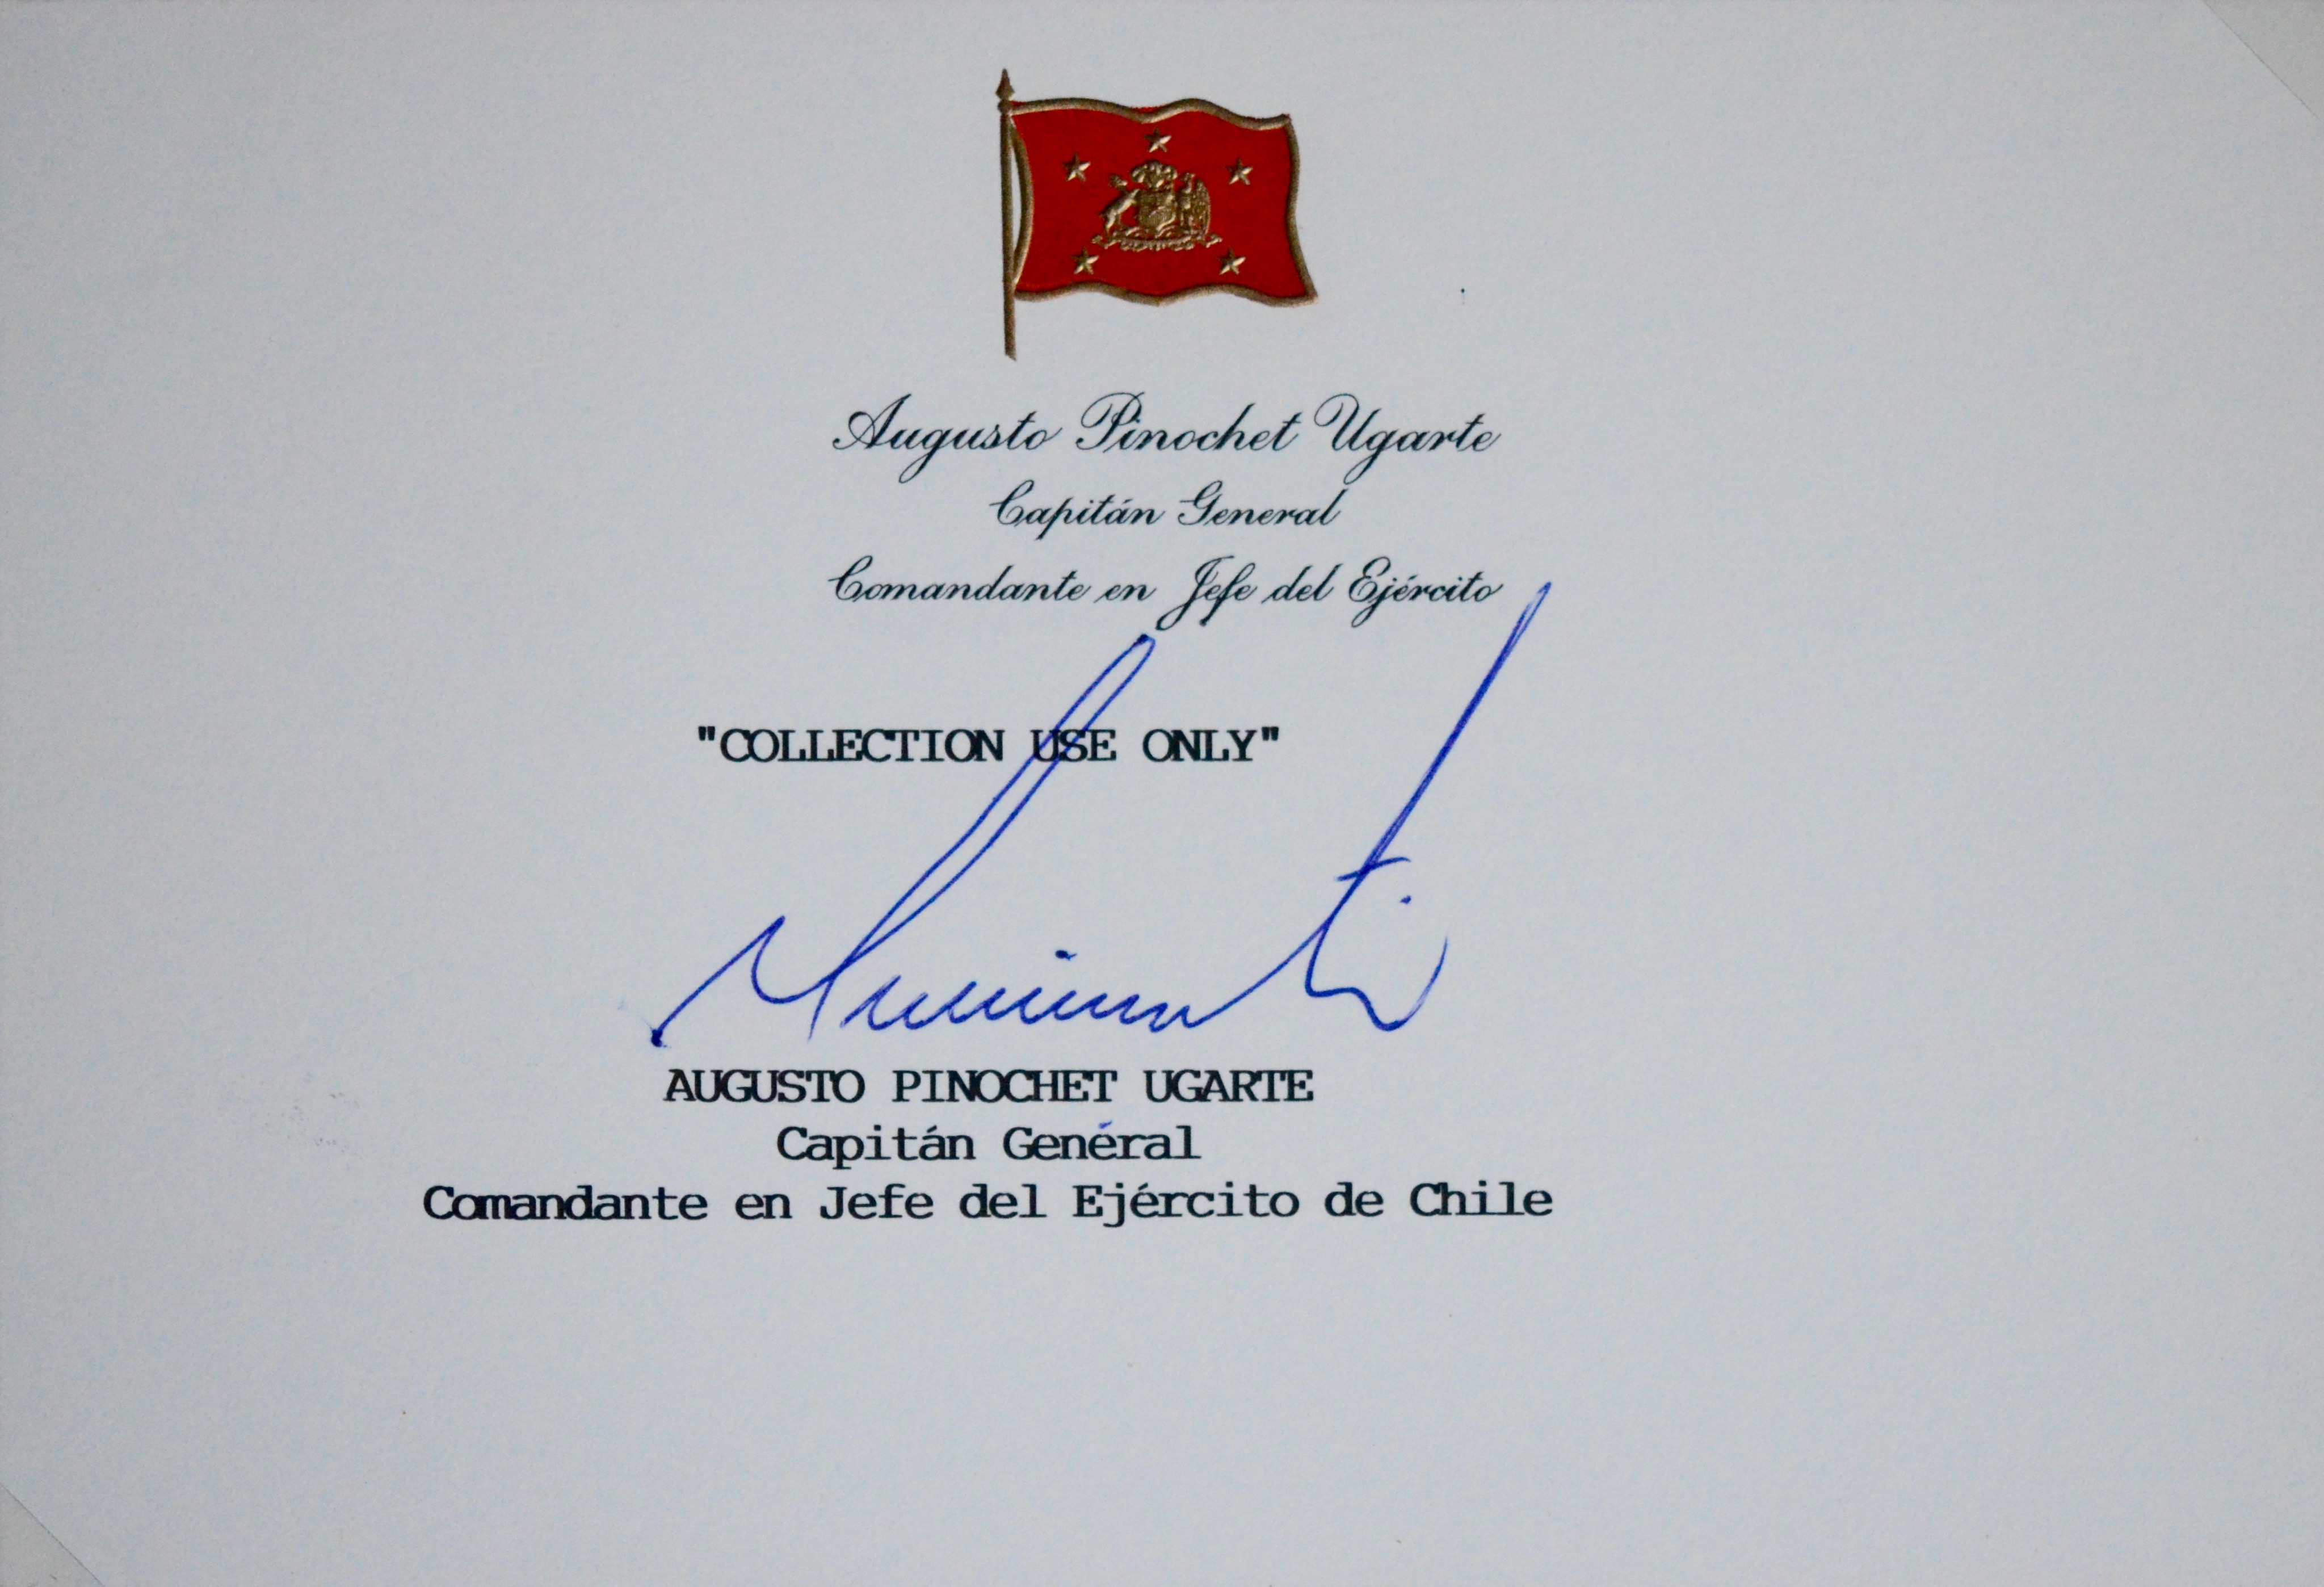 Augusto Pinochet Ugarte
Capitán General
Comandante en Jefe del Ejército
"COLLECTION USE ONLY"
AUGUSTO PINOCHET UGARTE
Capitán General
Comandante en Jefe del Ejército de Chile